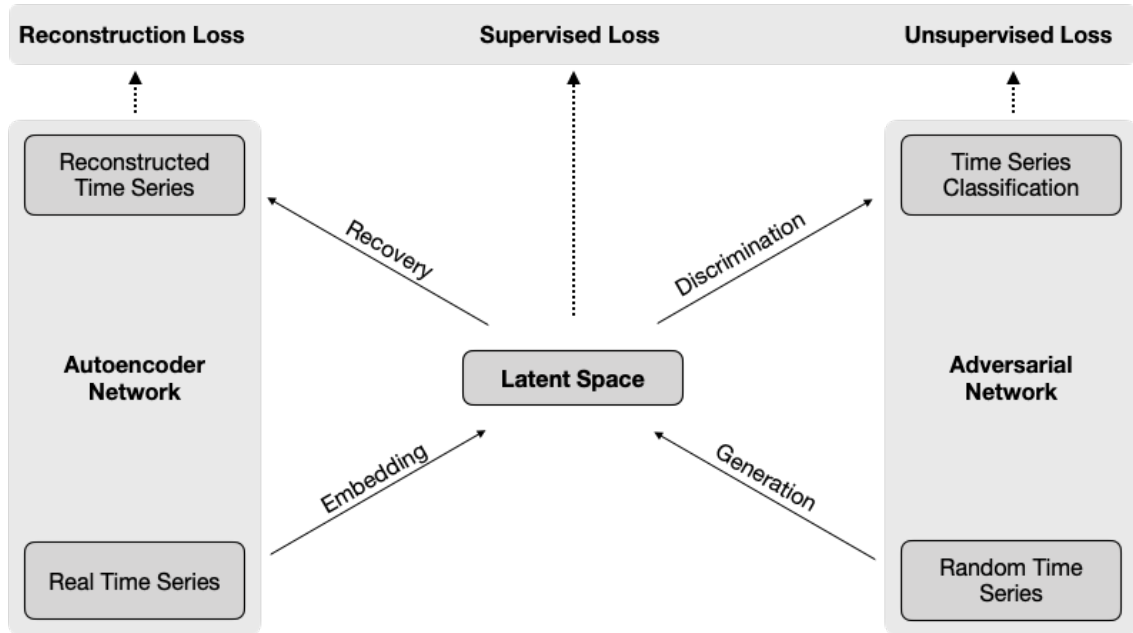 Reconstruction Loss
Supervised Loss
Unsupervised Loss
Reconstructed
Time Series
Time Series
Classification
Recovery
Discrimination
Autoencoder
Network
Latent Space
Adversarial
Network
Embedding
Generation
Real Time Series
Random Time
Series